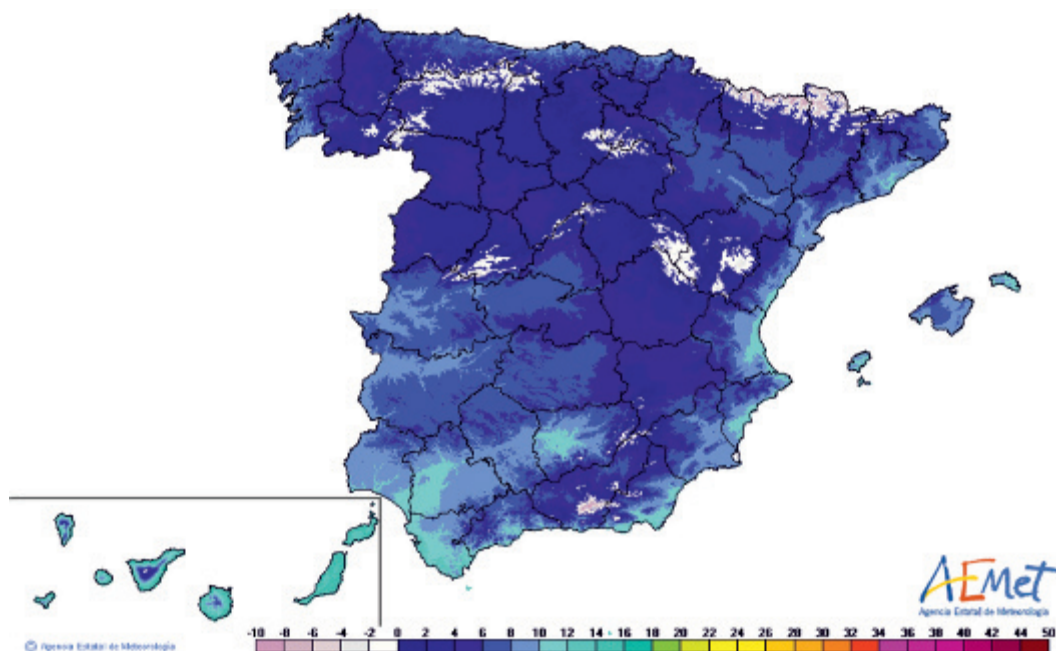 AEMet
Agencia Estatal de Meteorología
-10 -8 -6 -4 -2 0 2 4 6 8 10 12 14 16 18 20 22 24 26 28 30 32 34 36 38 40 42 44 50
© Agencia Estatal de Meteorología